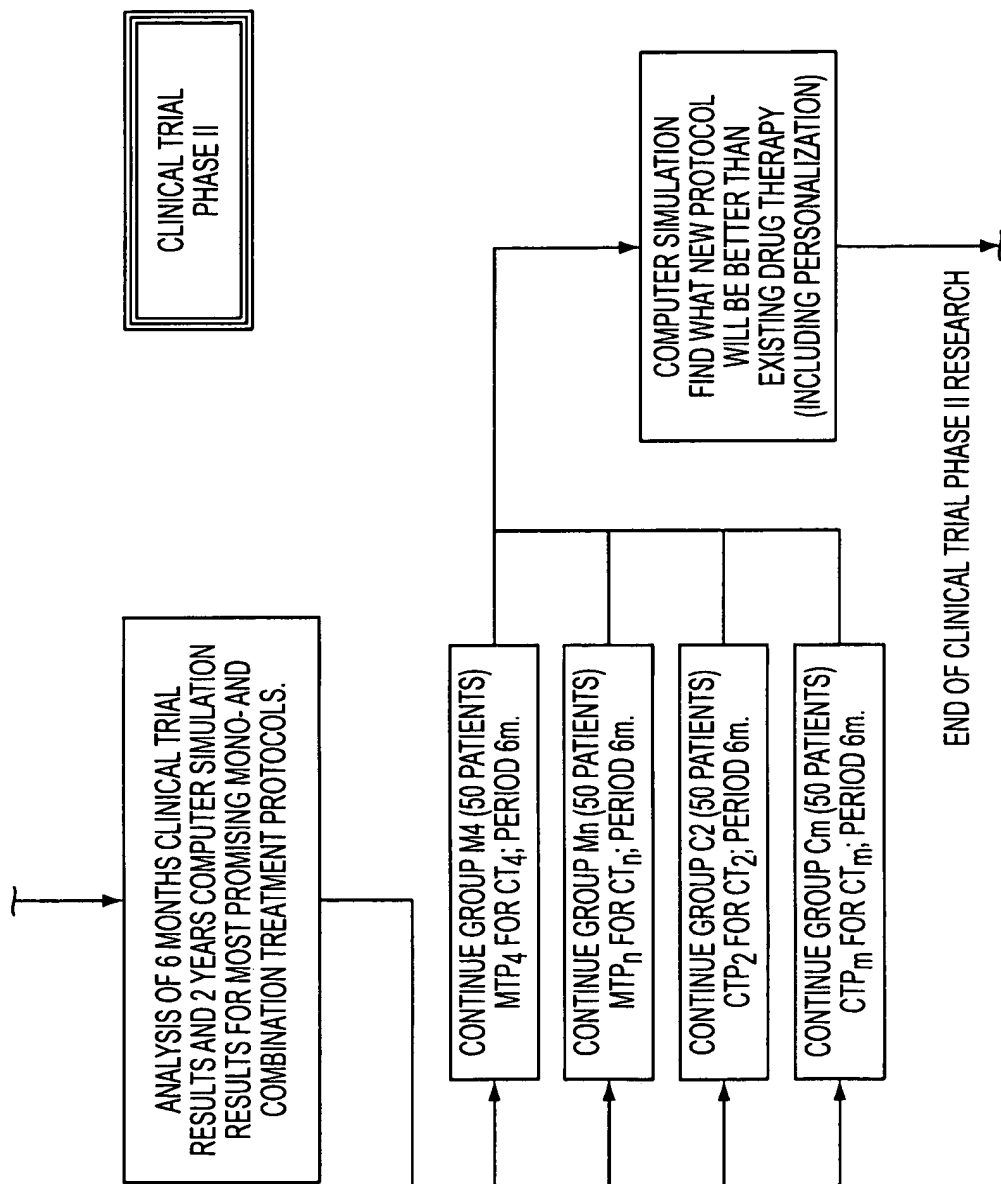 CLINICAL TRIAL
PHASE II
ANALYSIS OF 6 MONTHS CLINICAL TRIAL
RESULTS AND 2 YEARS COMPUTER SIMULATION
RESULTS FOR MOST PROMISING MONO- AND
COMBINATION TREATMENT PROTOCOLS.
CONTINUE GROUP M4 (50 PATIENTS)
MTP4 FOR CT4; PERIOD 6m.
CONTINUE GROUP Mn (50 PATIENTS)
MTPn FOR CTn; PERIOD 6m.
CONTINUE GROUP C2 (50 PATIENTS)
CTP2 FOR CT2; PERIOD 6m.
CONTINUE GROUP Cm (50 PATIENTS)
CTPm FOR CTm; PERIOD 6m.
COMPUTER SIMULATION
FIND WHAT NEW PROTOCOL
WILL BE BETTER THAN
EXISTING DRUG THERAPY
(INCLUDING PERSONALIZATION)
END OF CLINICAL TRIAL PHASE II RESEARCH